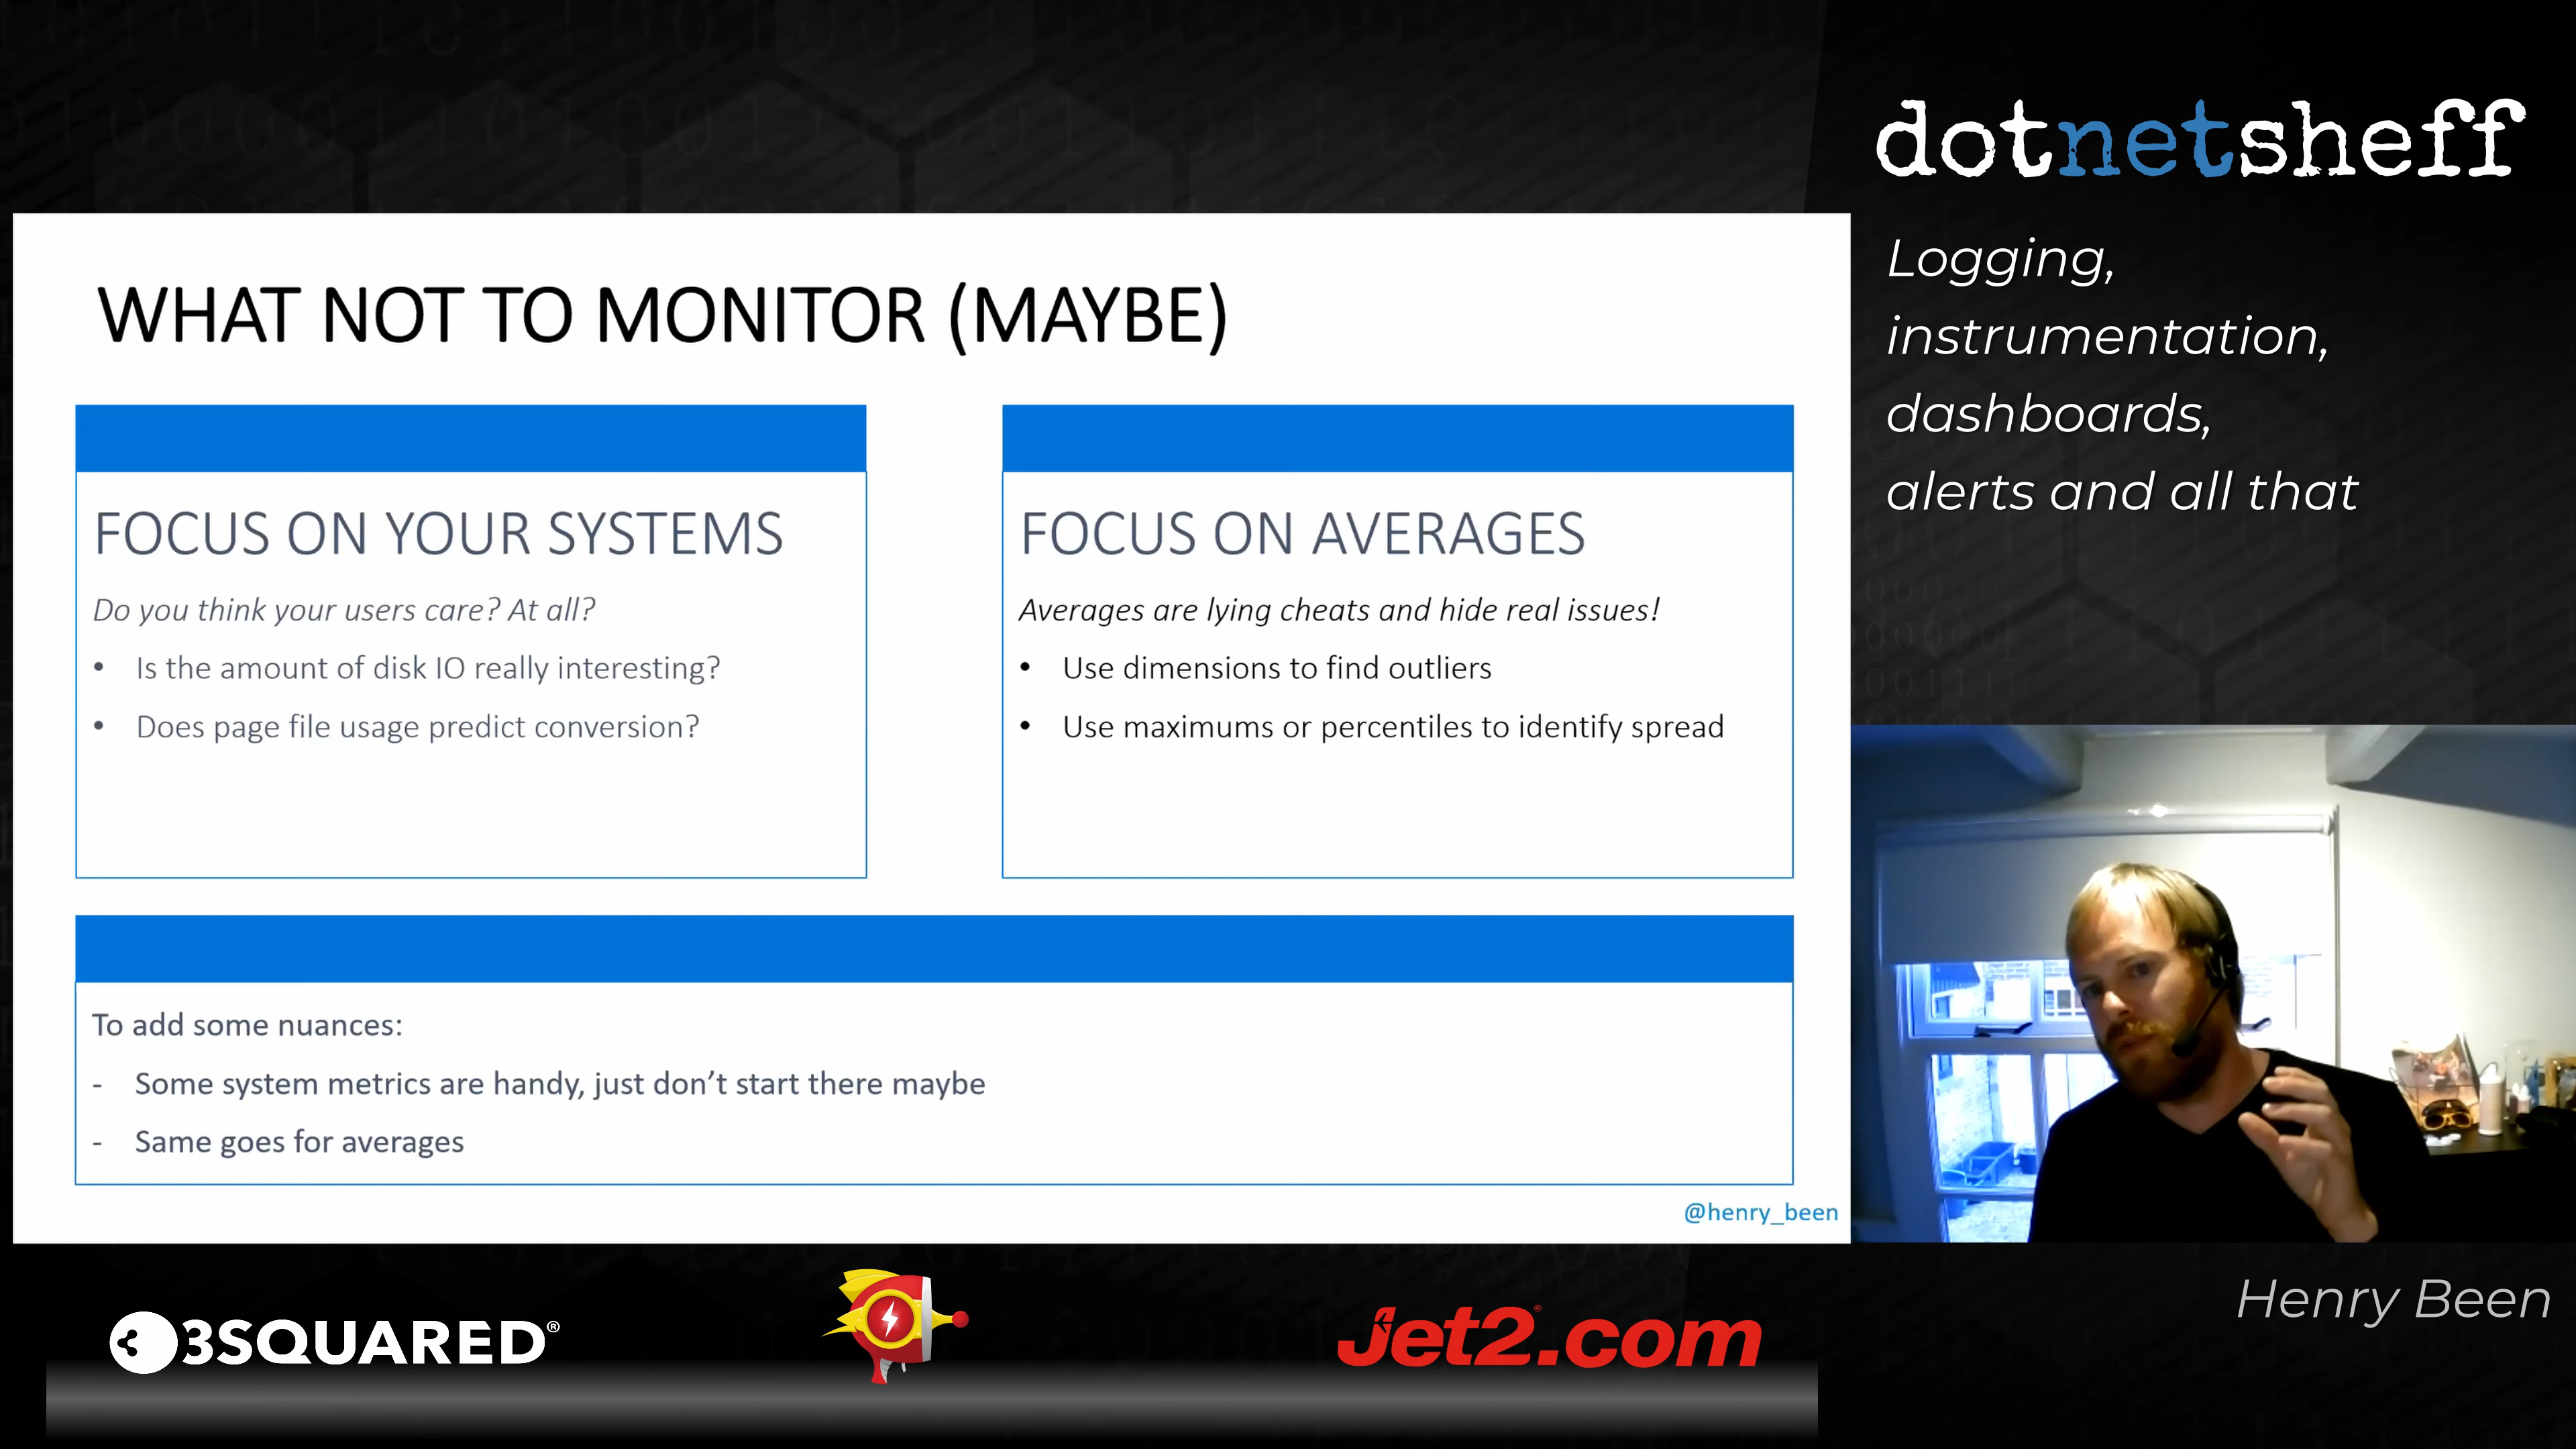 dotnetsheff
Logging,
instrumentation,
dashboards,
alerts and all that
WHAT NOT TO MONITOR (MAYBE)
FOCUS ON YOUR SYSTEMS
Do you think your users care? At all?
• Is the amount of disk IO really interesting?
• Does page file usage predict conversion?
FOCUS ON AVERAGES
Averages are lying cheats and hide real issues!
• Use dimensions to find outliers
• Use maximums or percentiles to identify spread
To add some nuances:
- Some system metrics are handy, just don’t start there maybe
- Same goes for averages
@henry_been
Henry Been
3SQUARED®
Jet2.com®